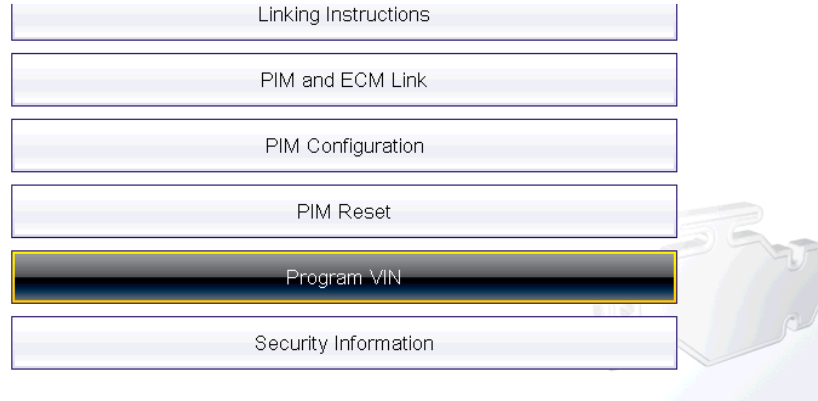 Linking Instructions
PIM and ECM Link
PIM Configuration
PIM Reset
Program VIN
Security Information